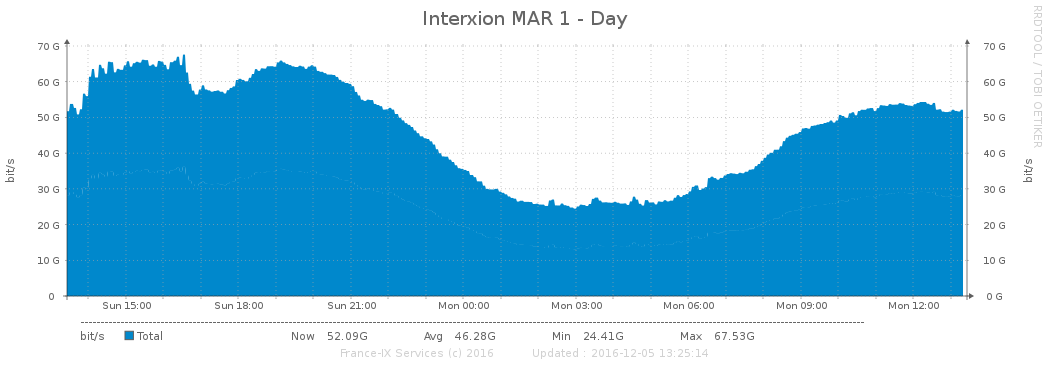 Interxion MAR 1 - Day
RRDTOOL / TOBI OETIKER
bit/s
bit/s
70 G 70 G
60 G 60 G
50 G 50 G
40 G 40 G
30 G 30 G
20 G 20 G
10 G 10 G
0 0 G
Sun 15:00 Sun 18:00 Sun 21:00 Mon 00:00 Mon 03:00 Mon 06:00 Mon 09:00 Mon 12:00
bit/s Total Now 52.09G Avg 46.28G Min 24.41G Max 67.53G
France-IX Services (c) 2016 Updated : 2016-12-05 13:25:14